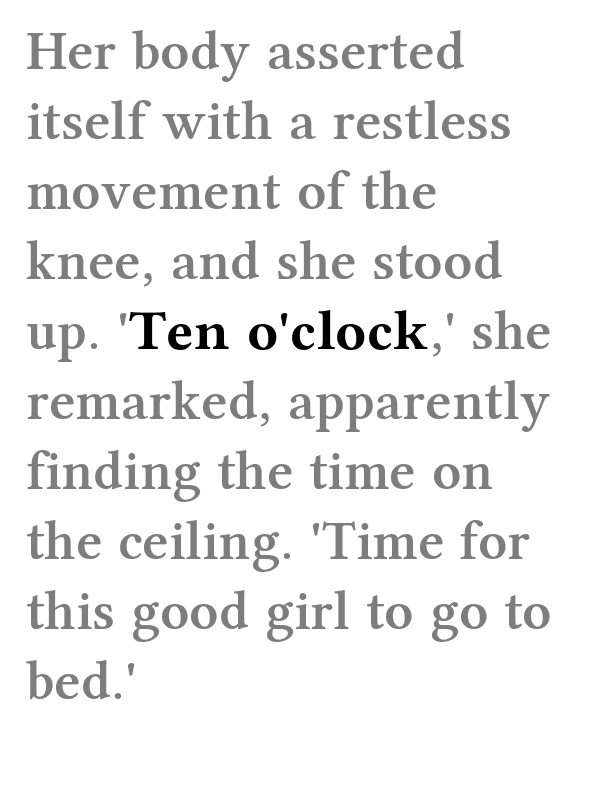 Her body asserted
itself with a restless
movement of the
knee, and she stood
up. 'Ten o'clock,' she
remarked, apparently
finding the time on
the ceiling. 'Time for
this good girl to go to
bed.'